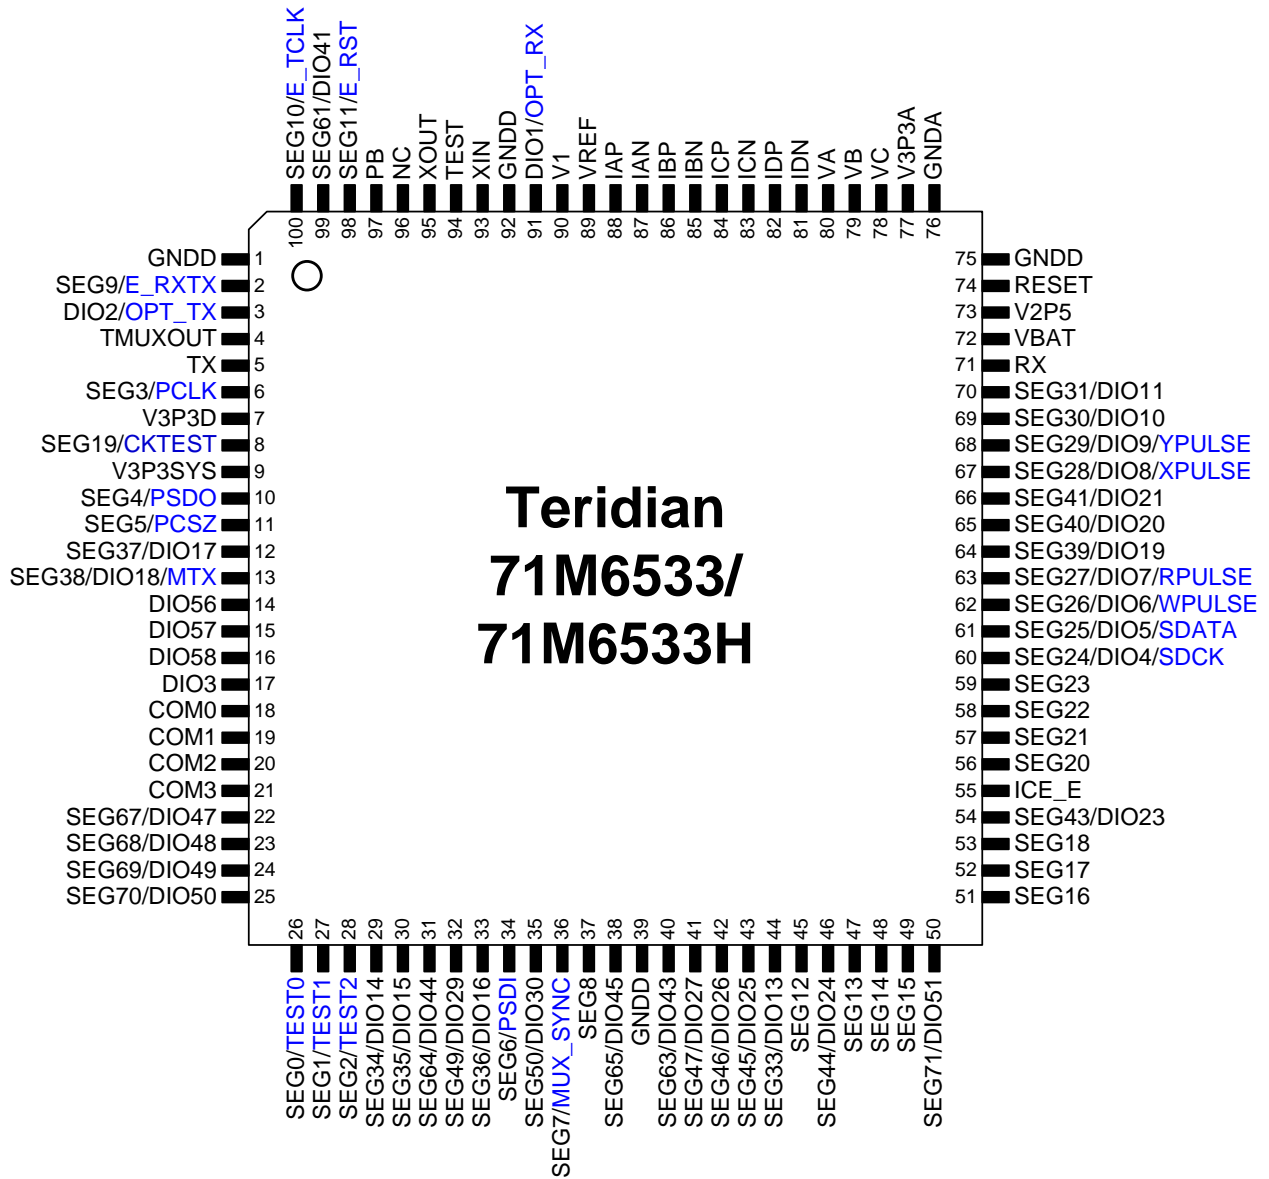 SEG10/E_TCLK
SEG61/DIO41
SEG11/E_RST
PB
NC
XOUT
TEST
XIN
GNDD
DIO1/OPT_RX
V1
VREF
IAP
IAN
IBP
IBN
ICP
ICN
IDP
IDN
VA
VB
VC
V3P3A
GNDA
100
99
98
97
96
95
94
93
92
91
90
89
88
87
86
85
84
83
82
81
80
79
78
77
76
GNDD 1
SEG9/E_RXTX 2
DIO2/OPT_TX 3
TMUXOUT 4
TX 5
SEG3/PCLK 6
V3P3D 7
SEG19/CKTEST 8
V3P3SYS 9
SEG4/PSDO 10
SEG5/PCSZ 11
SEG37/DIO17 12
SEG38/DIO18/MTX 13
DIO56 14
DIO57 15
DIO58 16
DIO3 17
COM0 18
COM1 19
COM2 20
COM3 21
SEG67/DIO47 22
SEG68/DIO48 23
SEG69/DIO49 24
SEG70/DIO50 25
Teridian
71M6533/
71M6533H
75 GNDD
74 RESET
73 V2P5
72 VBAT
71 RX
70 SEG31/DIO11
69 SEG30/DIO10
68 SEG29/DIO9/YPULSE
67 SEG28/DIO8/XPULSE
66 SEG41/DIO21
65 SEG40/DIO20
64 SEG39/DIO19
63 SEG27/DIO7/RPULSE
62 SEG26/DIO6/WPULSE
61 SEG25/DIO5/SDATA
60 SEG24/DIO4/SDCK
59 SEG23
58 SEG22
57 SEG21
56 SEG20
55 ICE_E
54 SEG43/DIO23
53 SEG18
52 SEG17
51 SEG16
26
27
28
29
30
31
32
33
34
35
36
37
38
39
40
41
42
43
44
45
46
47
48
49
50
SEG0/TEST0
SEG1/TEST1
SEG2/TEST2
SEG34/DIO14
SEG35/DIO15
SEG64/DIO44
SEG49/DIO29
SEG36/DIO16
SEG6/PSDI
SEG50/DIO30
SEG7/MUX_SYNC
SEG8
SEG65/DIO45
GNDD
SEG63/DIO43
SEG47/DIO27
SEG46/DIO26
SEG45/DIO25
SEG33/DIO13
SEG12
SEG44/DIO24
SEG13
SEG14
SEG15
SEG71/DIO51